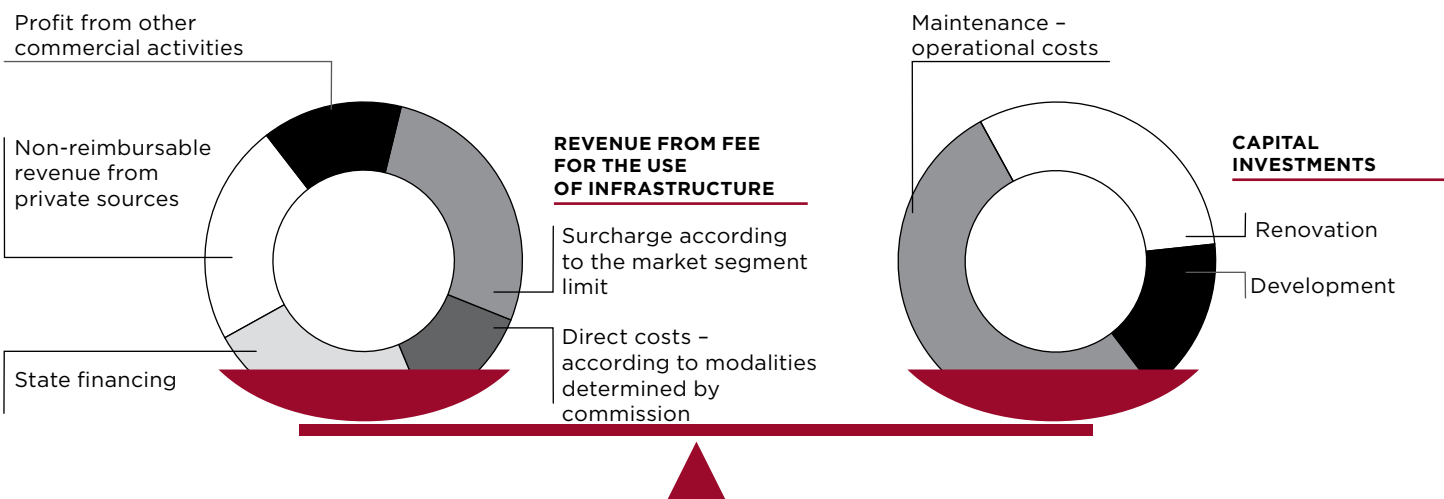 Profit from other
commercial activities
Non-reimbursable
revenue from
private sources
State financing
REVENUE FROM FEE
FOR THE USE
OF INFRASTRUCTURE
Surcharge according
to the market segment
limit
Direct costs –
according to modalities
determined by
commission
Maintenance –
operational costs
CAPITAL
INVESTMENTS
Renovation
Development